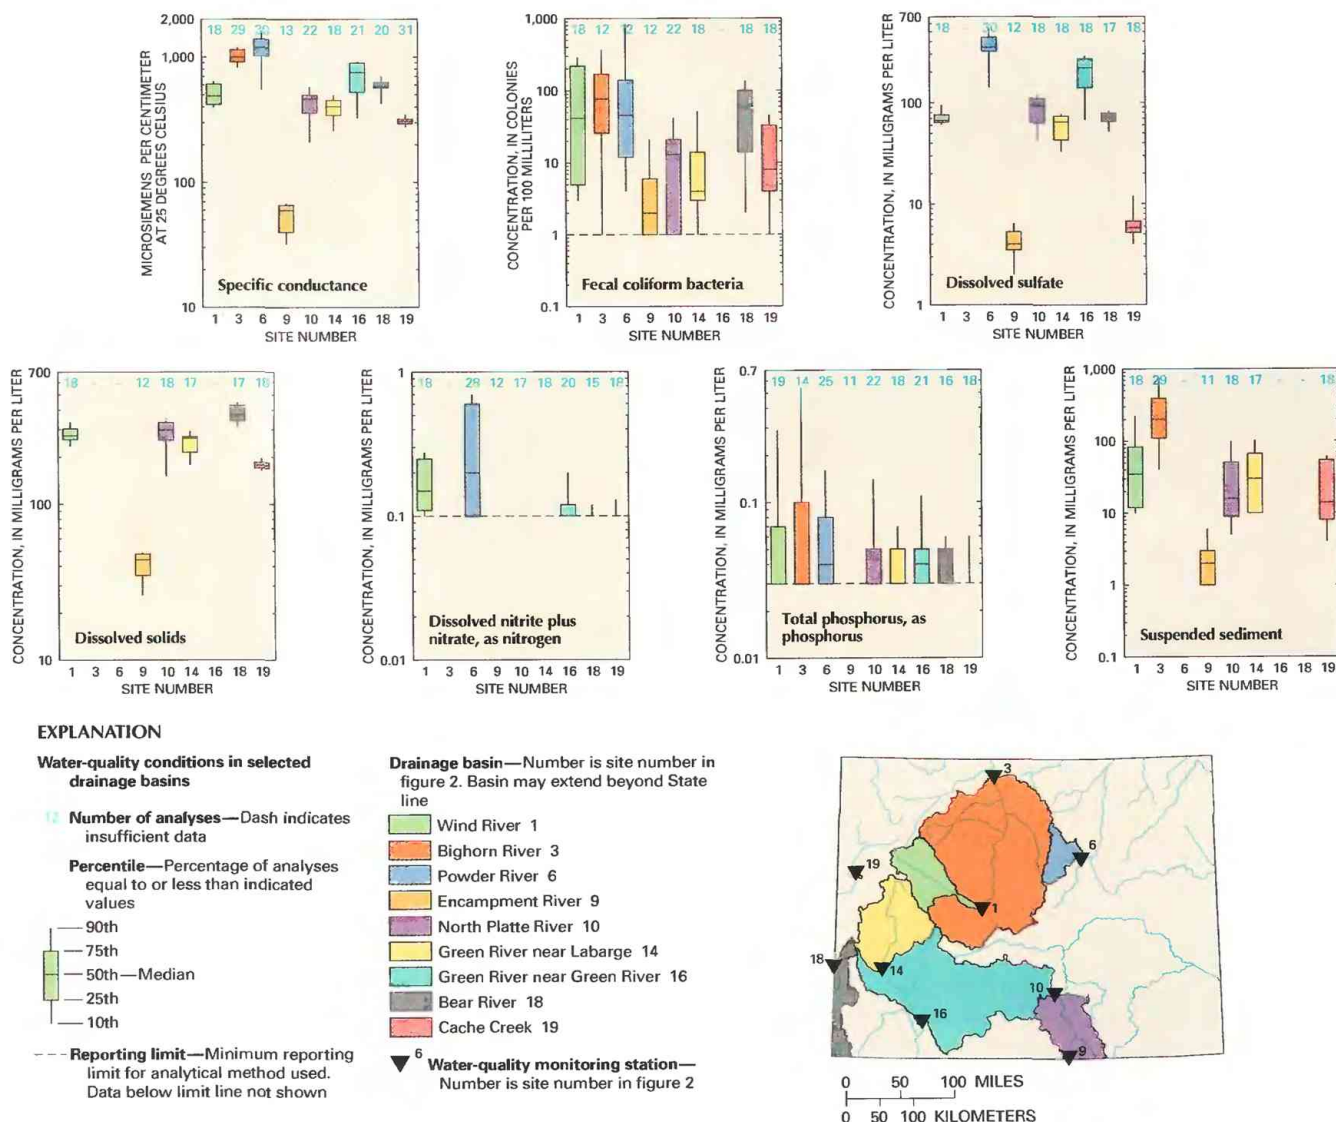 2,000
1,000
100
10
18 29 30 13 22 18 21 20 31
MICROSIEMENS PER CENTIMETER
AT 25 DEGREES CELSIUS
Specific conductance
1 3 6 9 10 14 16 18 19
SITE NUMBER
1,000
100
10
1
0.1
18 12 12 12 22 12 - 18 18
CONCENTRATION, IN COLONIES
PER 100 MILLILITERS
Fecal coliform bacteria
1 3 6 9 10 14 16 18 19
SITE NUMBER
700
100
10
1
18 - 30 12 18 18 18 17 18
CONCENTRATION, IN MILLIGRAMS PER LITER
Dissolved sulfate
1 3 6 9 10 14 16 18 19
SITE NUMBER
700
100
10
18 - - 12 18 17 - 17 18
CONCENTRATION, IN MILLIGRAMS PER LITER
Dissolved solids
1 3 6 9 10 14 16 18 19
SITE NUMBER
1
0.1
0.01
18 - 28 12 17 18 20 15 18
CONCENTRATION, IN MILLIGRAMS PER LITER
Dissolved nitrite plus
nitrate, as nitrogen
1 3 6 9 10 14 16 18 19
SITE NUMBER
0.7
0.1
0.01
19 14 25 11 22 18 21 16 18
CONCENTRATION, IN MILLIGRAMS PER LITER
Total phosphorus, as
phosphorus
1 3 6 9 10 14 16 18 19
SITE NUMBER
1,000
100
10
1
0.1
18 29 - 11 18 17 - - 18
CONCENTRATION, IN MILLIGRAMS PER LITER
Suspended sediment
1 3 6 9 10 14 16 18 19
SITE NUMBER
EXPLANATION
Water-quality conditions in selected
drainage basins
12 Number of analyses—Dash indicates
insufficient data
Percentile—Percentage of analyses
equal to or less than indicated
values
90th
75th
50th—Median
25th
10th
Reporting limit—Minimum reporting
limit for analytical method used.
Data below limit line not shown
Drainage basin—Number is site number in
figure 2. Basin may extend beyond State
line
Wind River 1
Bighorn River 3
Powder River 6
Encampment River 9
North Platte River 10
Green River near Labarge 14
Green River near Green River 16
Bear River 18
Cache Creek 19
6 Water-quality monitoring station—
Number is site number in figure 2
3
6
19
1
18
14
10
16
9
0 50 100 MILES
0 50 100 KILOMETERS